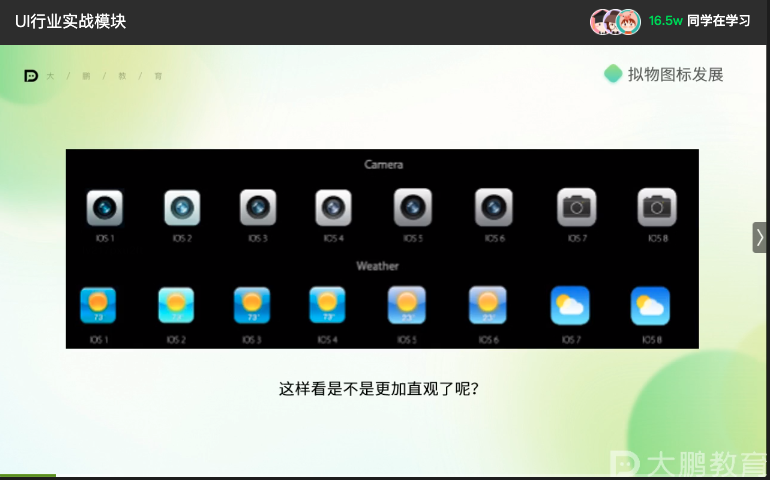 UI行业实战模块
16.5w 同学在学习
大 / 鹏 / 教 / 育
拟物图标发展
Camera
IOS 1 IOS 2 IOS 3 IOS 4 IOS 5 IOS 6 IOS 7 IOS 8
Weather
73° 73° 73° 73° 23° 23°
IOS 1 IOS 2 IOS 3 IOS 4 IOS 5 IOS 6 IOS 7 IOS 8
这样看是不是更加直观了呢?
大鹏教育